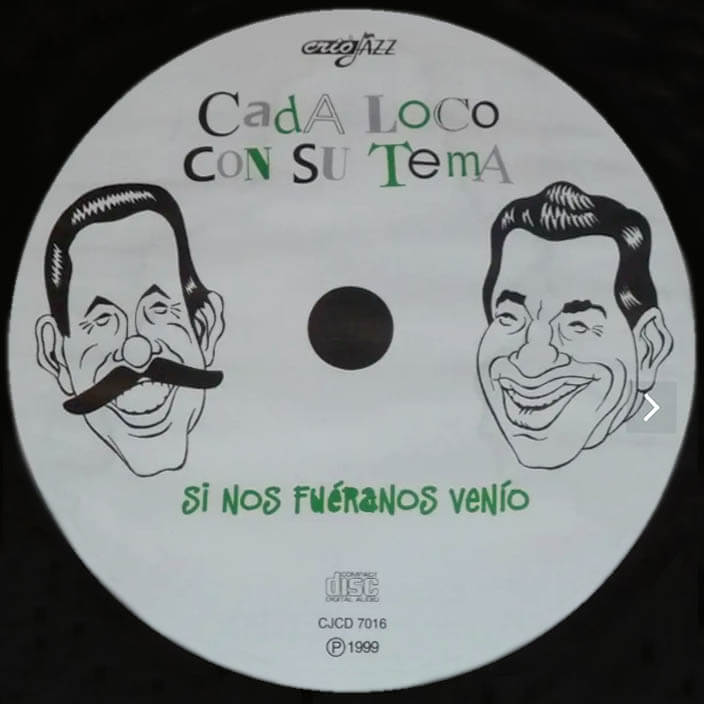 crioJAZZ
CadA LoCo
CON SU TemA
Si NOS FuéRaNOS VeNío
COMPACT
disc
DIGITAL AUDIO
CJCD 7016
Ⓟ 1999